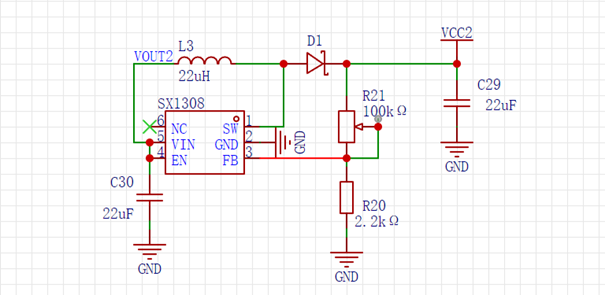 VCC2
D1
L3
VOUT2
22uH
C29
22uF
R21
100kΩ
SX1308
6 NC SW 1
5 VIN GND 2
4 EN FB 3
GND
GND
C30
22uF
R20
2.2kΩ
GND
GND